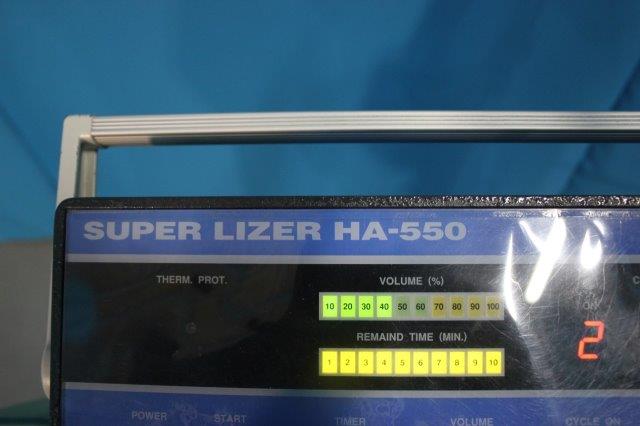 SUPER LIZER HA-550
THERM. PROT.
VOLUME (%)
10 20 30 40 50 60 70 80 90 100
REMAIND TIME (MIN.)
1 2 3 4 5 6 7 8 9 10
2
POWER START TIMER VOLUME CYCLE ON